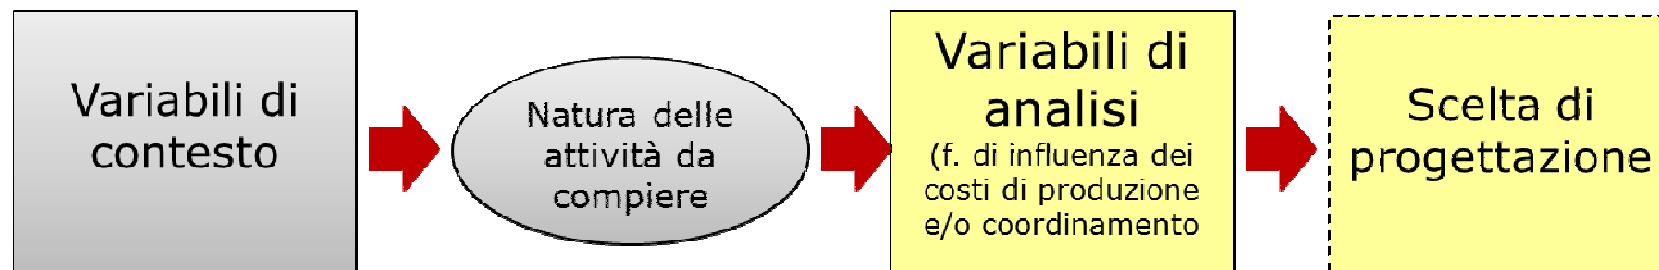 Variabili di
contesto
Natura delle
attività da
compiere
Variabili di
analisi
(f. di influenza dei
costi di produzione
e/o coordinamento
Scelta di
progettazione